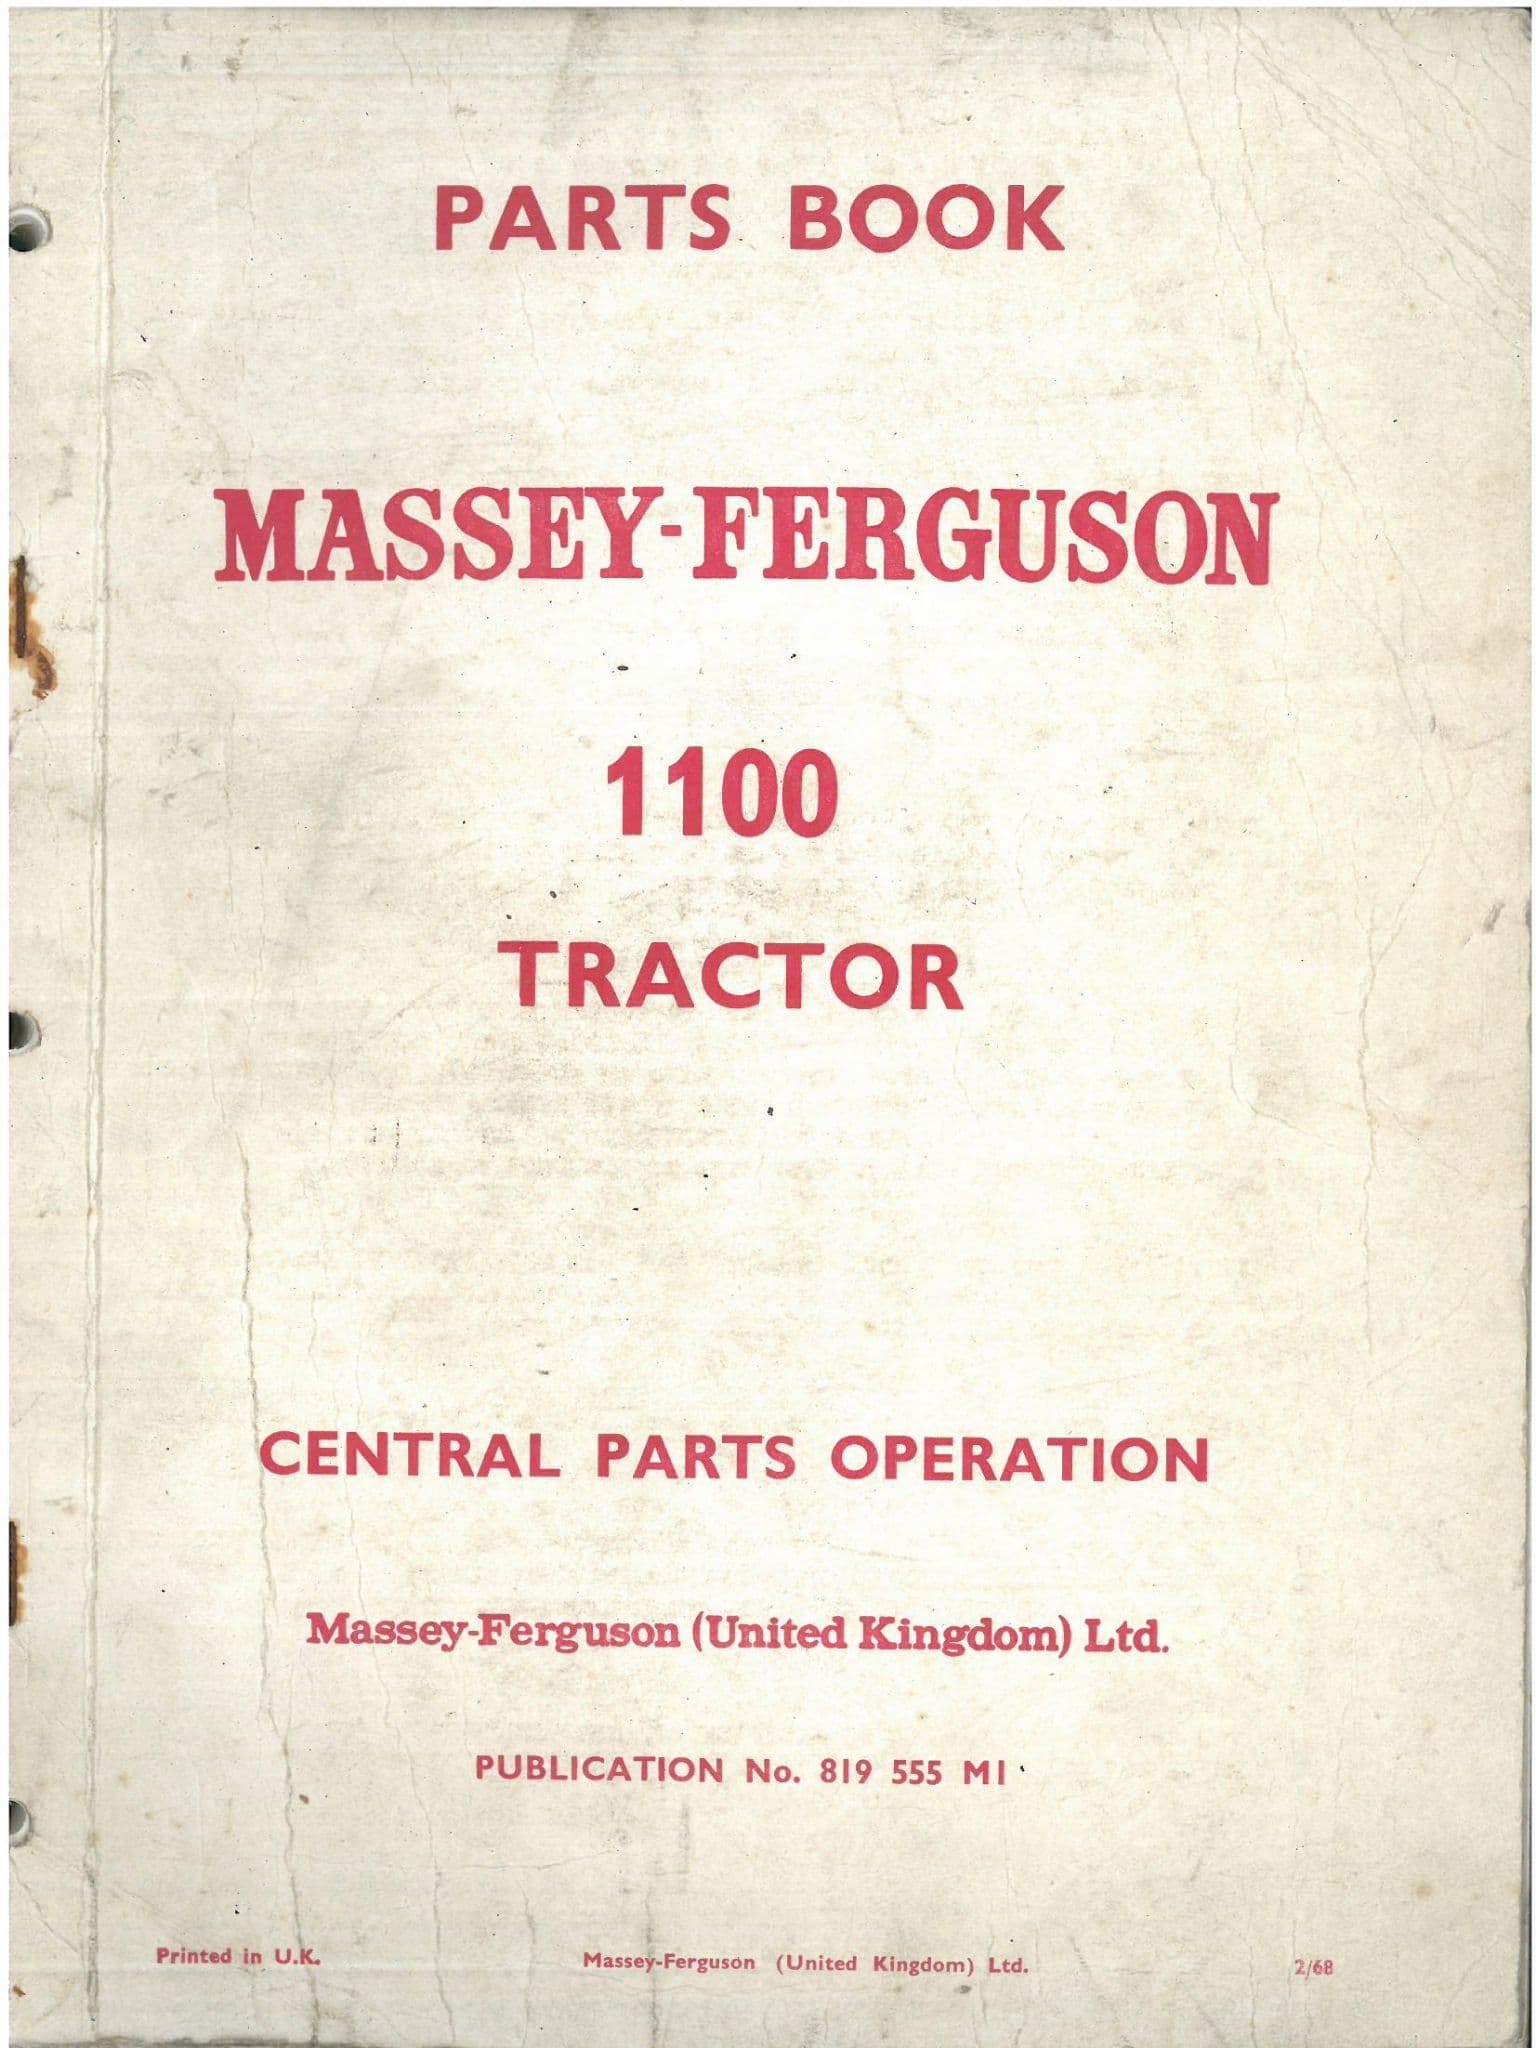 PARTS BOOK
MASSEY-FERGUSON
1100
TRACTOR
CENTRAL PARTS OPERATION
Massey-Ferguson (United Kingdom) Ltd.
PUBLICATION No. 819 555 M1
Printed in U.K.
Massey-Ferguson (United Kingdom) Ltd.
2/68